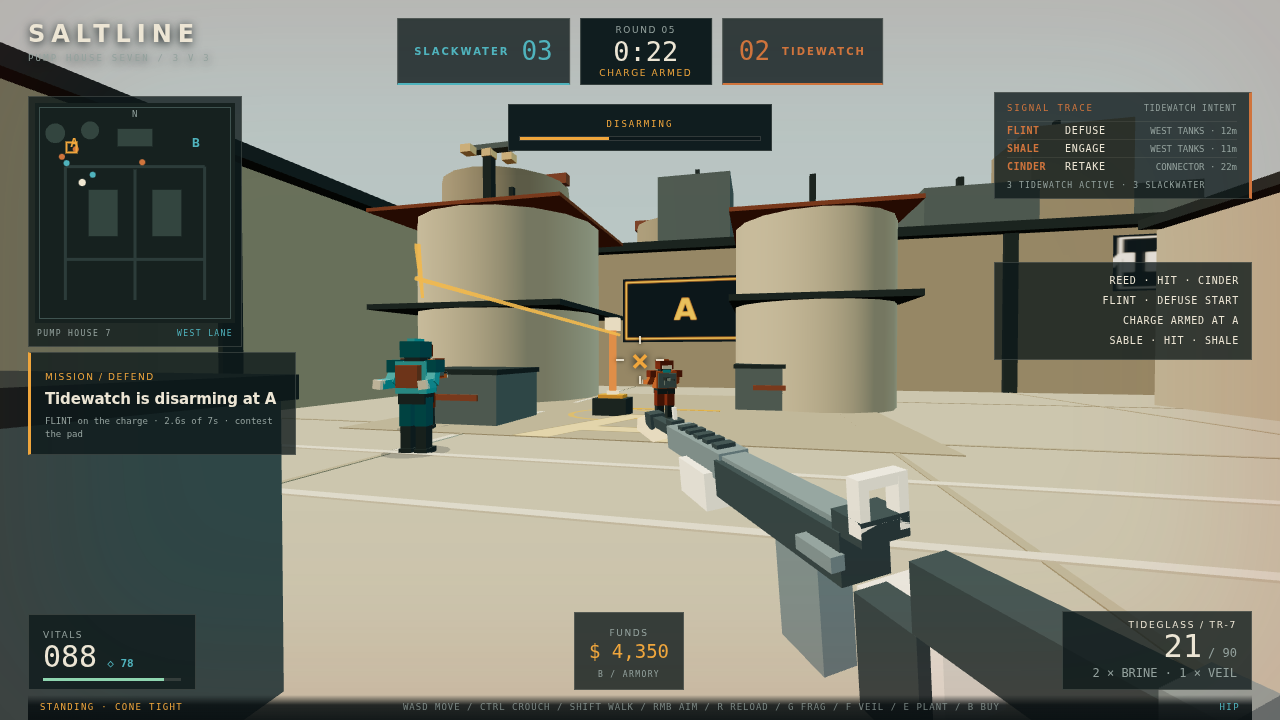 SALTLINE
PUMP HOUSE SEVEN / 3 V 3
SLACKWATER 03
ROUND 05
0:22
CHARGE ARMED
02 TIDEWATCH
DISARMING
N
A
B
PUMP HOUSE 7 WEST LANE
SIGNAL TRACE TIDEWATCH INTENT
FLINT DEFUSE WEST TANKS · 12m
SHALE ENGAGE WEST TANKS · 11m
CINDER RETAKE CONNECTOR · 22m
3 TIDEWATCH ACTIVE · 3 SLACKWATER
REED · HIT · CINDER
FLINT · DEFUSE START
CHARGE ARMED AT A
SABLE · HIT · SHALE
A
MISSION / DEFEND
Tidewatch is disarming at A
FLINT on the charge · 2.6s of 7s · contest
the pad
VITALS
088 ◇ 78
FUNDS
$ 4,350
B / ARMORY
TIDEGLASS / TR-7
21 / 90
2 × BRINE · 1 × VEIL
STANDING · CONE TIGHT
WASD MOVE / CTRL CROUCH / SHIFT WALK / RMB AIM / R RELOAD / G FRAG / F VEIL / E PLANT / B BUY
HIP